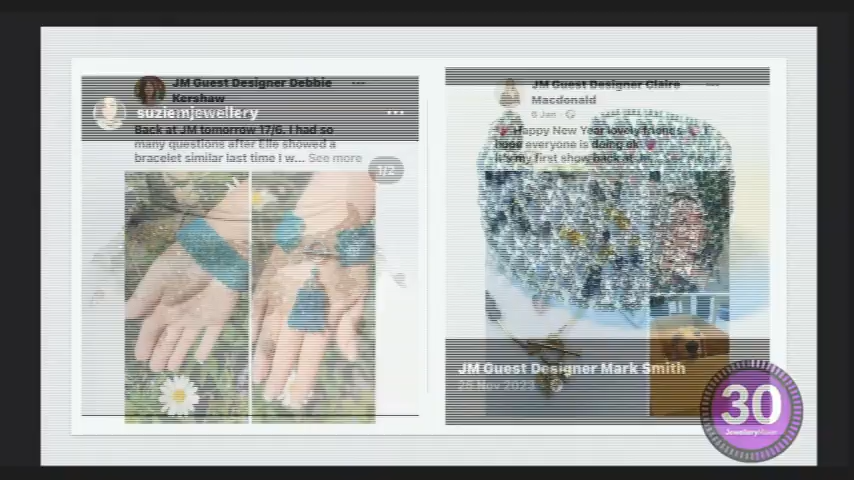 JM Guest Designer Debbie
Kershaw
suziemjewellery
Back at JM tomorrow 17/6. I had so
many questions after Elle showed a
bracelet similar last time I w... See more
1/2
JM Guest Designer Claire
Macdonald
6 Jan
Happy New Year lovely friends
hope everyone is doing ok
It's my first show back at
JM Guest Designer Mark Smith
25 Nov 2023
30
JewelleryMaker